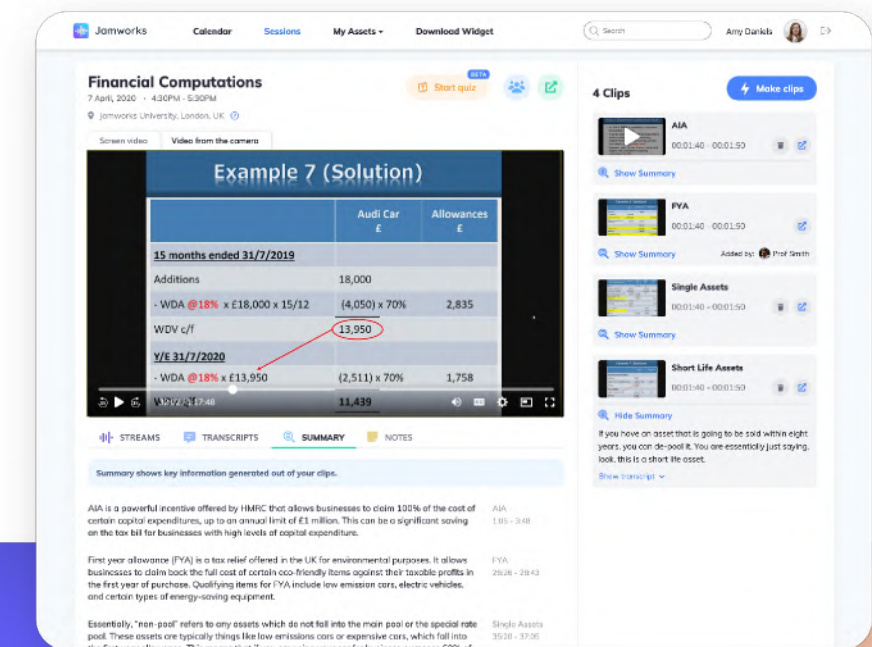 Jamworks
Calendar
Sessions
My Assets
Download Widget
Search
Amy Daniels
Financial Computations
7 April, 2020 • 4:30PM - 5:30PM
Jamworks University, London, UK
BETA
Start quiz
Screen video
Video from the camera
Example 7 (Solution)
Audi Car Allowances
£ £
15 months ended 31/7/2019
Additions 18,000
- WDA @18% x £18,000 x 15/12 (4,050) x 70% 2,835
WDV c/f 13,950
Y/E 31/7/2020
- WDA @18% x £13,950 (2,511) x 70% 1,758
11,439
STREAMS
TRANSCRIPTS
SUMMARY
NOTES
Summary shows key information generated out of your clips.
AIA is a powerful incentive offered by HMRC that allows businesses to claim 100% of the cost of
certain capital expenditures, up to an annual limit of £1 million. This can be a significant saving
on the tax bill for businesses with high levels of capital expenditure.
AIA
1:05 - 3:48
First year allowance (FYA) is a tax relief offered in the UK for environmental purposes. It allows
businesses to claim back the full cost of certain eco-friendly items against their taxable profits in
the first year of purchase. Qualifying items for FYA include low emission cars, electric vehicles,
and certain types of energy-saving equipment.
FYA
28:26 - 28:43
Essentially, "non-pool" refers to any assets which do not fall into the main pool or the special rate
pool. These assets are typically things like low emissions cars or expensive cars, which fall into
Single Assets
35:20 - 37:05
4 Clips
Make clips
AIA
00:01:40 - 00:01:50
Show Summary
FYA
00:01:40 - 00:01:50
Show Summary
Added by: Prof Smith
Single Assets
00:01:40 - 00:01:50
Show Summary
Short Life Assets
00:01:40 - 00:01:50
Hide Summary
If you have an asset that is going to be sold within eight
years, you can de-pool it. You are essentially just saying,
look, this is a short life asset.
Show transcript